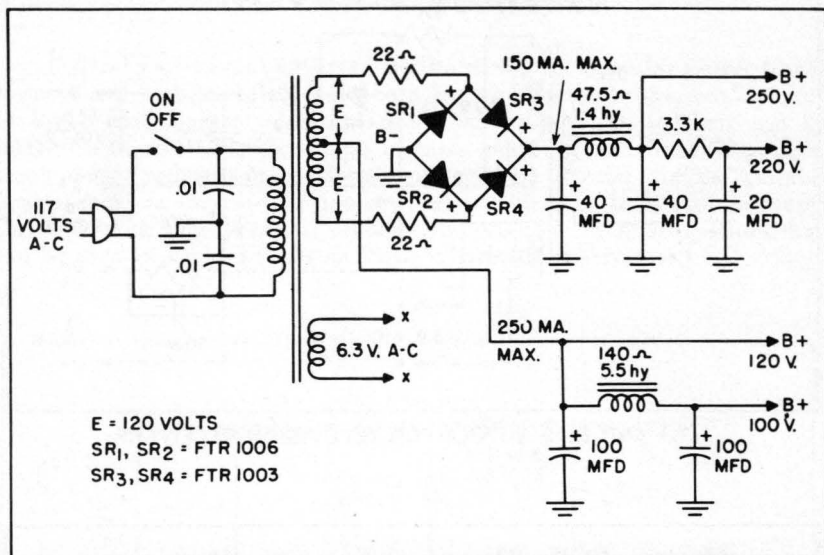 22 Ω
150 MA. MAX.
B+
250 V.
ON
OFF
E
SR1
+
+
SR3
47.5 Ω
1.4 hy
3.3 K
B+
220 V.
.01
B-
E
SR2
+
+
SR4
+
40
MFD
+
40
MFD
+
20
MFD
117
VOLTS
A-C
.01
22 Ω
X
6.3 V. A-C
X
250 MA.
MAX.
B+
120 V.
140 Ω
5.5 hy
B+
100 V.
+
100
MFD
+
100
MFD
E = 120 VOLTS
SR1, SR2 = FTR 1006
SR3, SR4 = FTR 1003